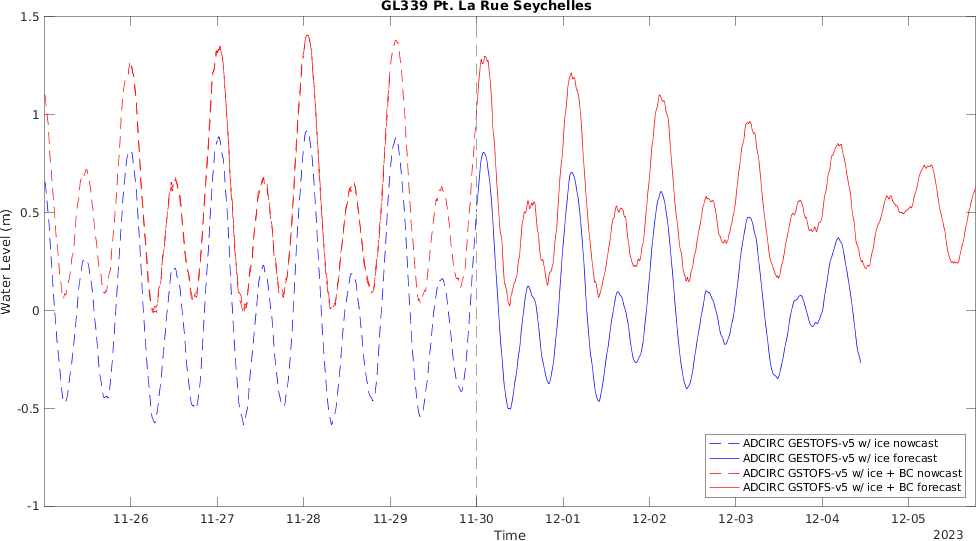 GL339 Pt. La Rue Seychelles
1.5
1
0.5
0
-0.5
-1
Water Level (m)
11-26
11-27
11-28
11-29
11-30
12-01
12-02
12-03
12-04
12-05
Time
2023
ADCIRC GESTOFS-v5 w/ ice nowcast
ADCIRC GESTOFS-v5 w/ ice forecast
ADCIRC GSTOFS-v5 w/ ice + BC nowcast
ADCIRC GSTOFS-v5 w/ ice + BC forecast